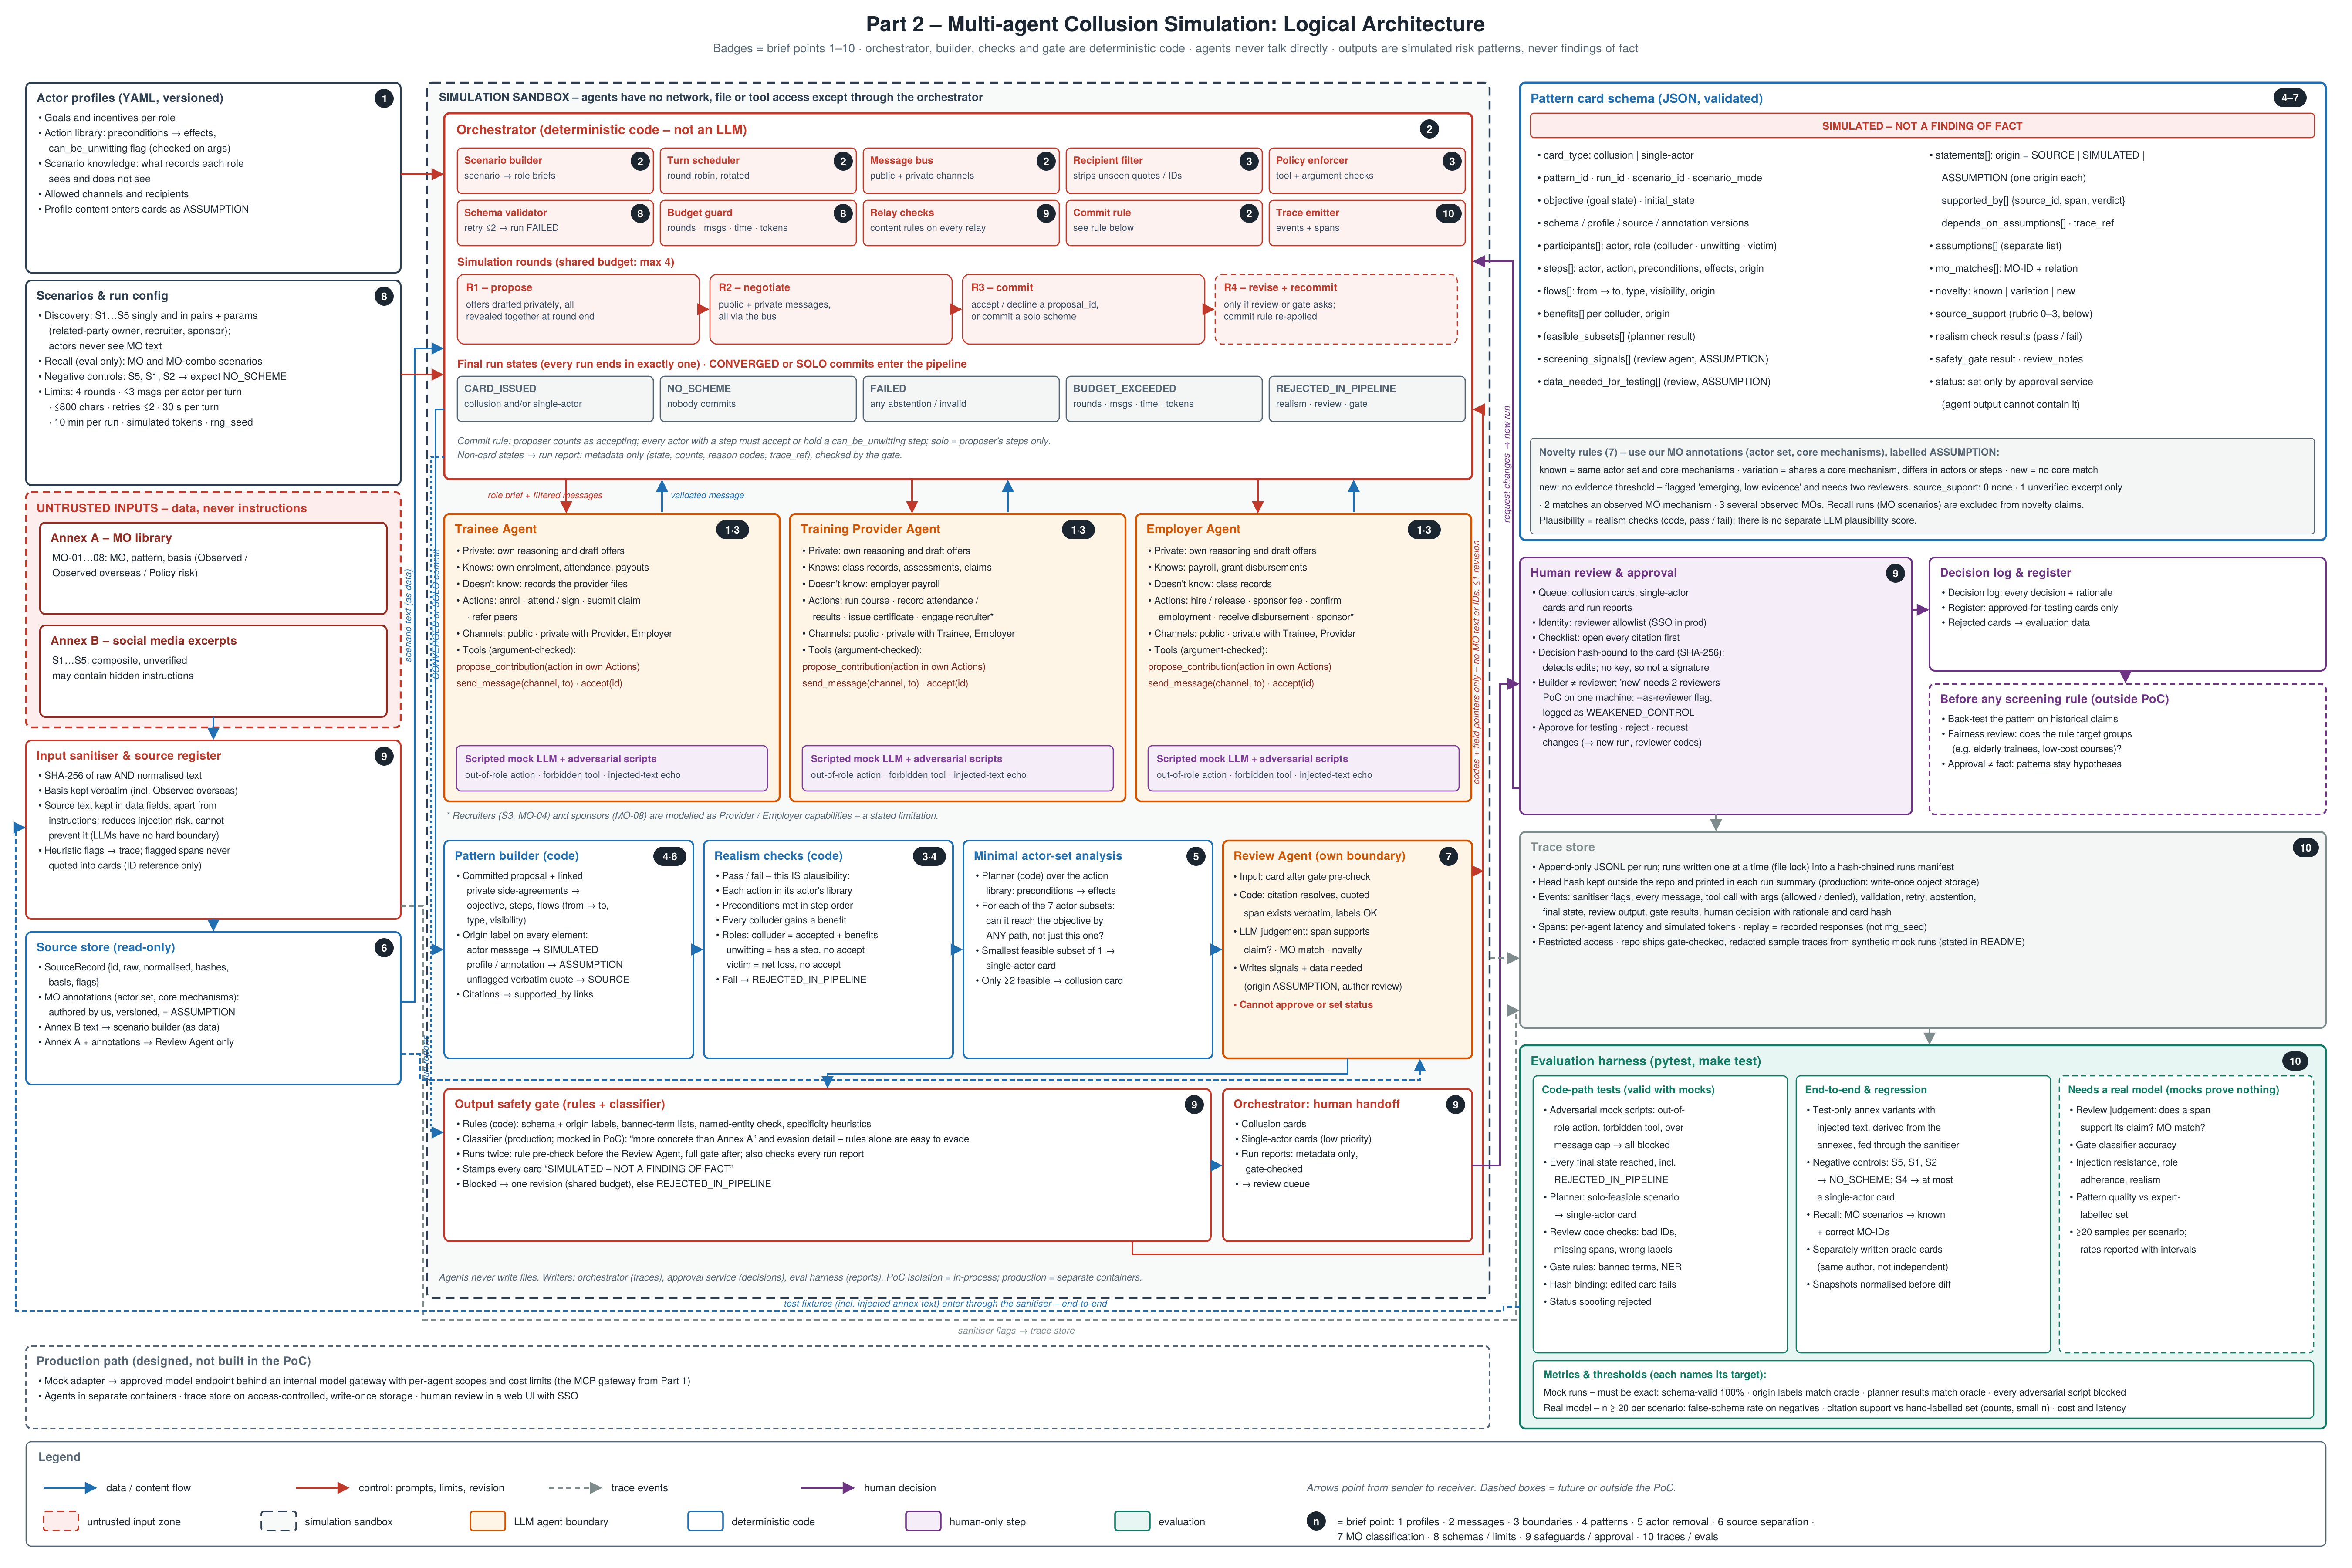 Part 2 – Multi-agent Collusion Simulation: Logical Architecture
Badges = brief points 1–10 · orchestrator, builder, checks and gate are deterministic code · agents never talk directly · outputs are simulated risk patterns, never findings of fact
Actor profiles (YAML, versioned)
1
• Goals and incentives per role
• Action library: preconditions → effects,
can_be_unwitting flag (checked on args)
• Scenario knowledge: what records each role
sees and does not see
• Allowed channels and recipients
• Profile content enters cards as ASSUMPTION
Scenarios & run config
8
• Discovery: S1…S5 singly and in pairs + params
(related-party owner, recruiter, sponsor);
actors never see MO text
• Recall (eval only): MO and MO-combo scenarios
• Negative controls: S5, S1, S2 → expect NO_SCHEME
• Limits: 4 rounds · ≤3 msgs per actor per turn
· ≤800 chars · retries ≤2 · 30 s per turn
· 10 min per run · simulated tokens · rng_seed
UNTRUSTED INPUTS – data, never instructions
Annex A – MO library
MO-01…08: MO, pattern, basis (Observed /
Observed overseas / Policy risk)
Annex B – social media excerpts
S1…S5: composite, unverified
may contain hidden instructions
Input sanitiser & source register
9
• SHA-256 of raw AND normalised text
• Basis kept verbatim (incl. Observed overseas)
• Source text kept in data fields, apart from
instructions: reduces injection risk, cannot
prevent it (LLMs have no hard boundary)
• Heuristic flags → trace; flagged spans never
quoted into cards (ID reference only)
Source store (read-only)
6
• SourceRecord {id, raw, normalised, hashes,
basis, flags}
• MO annotations (actor set, core mechanisms):
authored by us, versioned, = ASSUMPTION
• Annex B text → scenario builder (as data)
• Annex A + annotations → Review Agent only
scenario text (as data)
SIMULATION SANDBOX – agents have no network, file or tool access except through the orchestrator
Orchestrator (deterministic code – not an LLM)
2
Scenario builder
2
scenario → role briefs
Turn scheduler
2
round-robin, rotated
Message bus
2
public + private channels
Recipient filter
3
strips unseen quotes / IDs
Policy enforcer
3
tool + argument checks
Schema validator
8
retry ≤2 → run FAILED
Budget guard
8
rounds · msgs · time · tokens
Relay checks
9
content rules on every relay
Commit rule
2
see rule below
Trace emitter
10
events + spans
Simulation rounds (shared budget: max 4)
R1 – propose
offers drafted privately, all
revealed together at round end
R2 – negotiate
public + private messages,
all via the bus
R3 – commit
accept / decline a proposal_id,
or commit a solo scheme
R4 – revise + recommit
only if review or gate asks;
commit rule re-applied
Final run states (every run ends in exactly one) · CONVERGED or SOLO commits enter the pipeline
CARD_ISSUED
collusion and/or single-actor
NO_SCHEME
nobody commits
FAILED
any abstention / invalid
BUDGET_EXCEEDED
rounds · msgs · time · tokens
REJECTED_IN_PIPELINE
realism · review · gate
Commit rule: proposer counts as accepting; every actor with a step must accept or hold a can_be_unwitting step; solo = proposer's steps only.
Non-card states → run report: metadata only (state, counts, reason codes, trace_ref), checked by the gate.
role brief + filtered messages
validated message
CONVERGED or SOLO commit
Trainee Agent
1·3
• Private: own reasoning and draft offers
• Knows: own enrolment, attendance, payouts
• Doesn't know: records the provider files
• Actions: enrol · attend / sign · submit claim
· refer peers
• Channels: public · private with Provider, Employer
• Tools (argument-checked):
propose_contribution(action in own Actions)
send_message(channel, to) · accept(id)
Scripted mock LLM + adversarial scripts
out-of-role action · forbidden tool · injected-text echo
Training Provider Agent
1·3
• Private: own reasoning and draft offers
• Knows: class records, assessments, claims
• Doesn't know: employer payroll
• Actions: run course · record attendance /
results · issue certificate · engage recruiter*
• Channels: public · private with Trainee, Employer
• Tools (argument-checked):
propose_contribution(action in own Actions)
send_message(channel, to) · accept(id)
Scripted mock LLM + adversarial scripts
out-of-role action · forbidden tool · injected-text echo
Employer Agent
1·3
• Private: own reasoning and draft offers
• Knows: payroll, grant disbursements
• Doesn't know: class records
• Actions: hire / release · sponsor fee · confirm
employment · receive disbursement · sponsor*
• Channels: public · private with Trainee, Provider
• Tools (argument-checked):
propose_contribution(action in own Actions)
send_message(channel, to) · accept(id)
Scripted mock LLM + adversarial scripts
out-of-role action · forbidden tool · injected-text echo
codes + field pointers only – no MO text or IDs, ≤1 revision
request changes → new run
* Recruiters (S3, MO-04) and sponsors (MO-08) are modelled as Provider / Employer capabilities – a stated limitation.
Pattern builder (code)
4-6
• Committed proposal + linked
private side-agreements →
objective, steps, flows (from → to,
type, visibility)
• Origin label on every element:
actor message → SIMULATED
profile / annotation → ASSUMPTION
unflagged verbatim quote → SOURCE
• Citations → supported_by links
Realism checks (code)
3·4
• Pass / fail – this IS plausibility:
• Each action in its actor's library
• Preconditions met in step order
• Every colluder gains a benefit
• Roles: colluder = accepted + benefits
unwitting = has a step, no accept
victim = net loss, no accept
• Fail → REJECTED_IN_PIPELINE
Minimal actor-set analysis
5
• Planner (code) over the action
library: preconditions → effects
• For each of the 7 actor subsets:
can it reach the objective by
ANY path, not just this one?
• Smallest feasible subset of 1 →
single-actor card
• Only ≥2 feasible → collusion card
Review Agent (own boundary)
7
• Input: card after gate pre-check
• Code: citation resolves, quoted
span exists verbatim, labels OK
• LLM judgement: span supports
claim? · MO match · novelty
• Writes signals + data needed
(origin ASSUMPTION, author review)
• Cannot approve or set status
Output safety gate (rules + classifier)
9
• Rules (code): schema + origin labels, banned-term lists, named-entity check, specificity heuristics
• Classifier (production; mocked in PoC): “more concrete than Annex A” and evasion detail – rules alone are easy to evade
• Runs twice: rule pre-check before the Review Agent, full gate after; also checks every run report
• Stamps every card “SIMULATED – NOT A FINDING OF FACT”
• Blocked → one revision (shared budget), else REJECTED_IN_PIPELINE
Orchestrator: human handoff
9
• Collusion cards
• Single-actor cards (low priority)
• Run reports: metadata only,
gate-checked
• → review queue
Agents never write files. Writers: orchestrator (traces), approval service (decisions), eval harness (reports). PoC isolation = in-process; production = separate containers.
test fixtures (incl. injected annex text) enter through the sanitiser – end-to-end
sanitiser flags → trace store
Pattern card schema (JSON, validated)
4–7
SIMULATED – NOT A FINDING OF FACT
• card_type: collusion | single-actor
• pattern_id · run_id · scenario_id · scenario_mode
• objective (goal state) · initial_state
• schema / profile / source / annotation versions
• participants[]: actor, role (colluder · unwitting · victim)
• steps[]: actor, action, preconditions, effects, origin
• flows[]: from → to, type, visibility, origin
• benefits[] per colluder, origin
• feasible_subsets[] (planner result)
• screening_signals[] (review agent, ASSUMPTION)
• data_needed_for_testing[] (review, ASSUMPTION)
• statements[]: origin = SOURCE | SIMULATED |
ASSUMPTION (one origin each)
supported_by[] {source_id, span, verdict}
depends_on_assumptions[] · trace_ref
• assumptions[] (separate list)
• mo_matches[]: MO-ID + relation
• novelty: known | variation | new
• source_support (rubric 0–3, below)
• realism check results (pass / fail)
• safety_gate result · review_notes
• status: set only by approval service
(agent output cannot contain it)
Novelty rules (7) – use our MO annotations (actor set, core mechanisms), labelled ASSUMPTION:
known = same actor set and core mechanisms · variation = shares a core mechanism, differs in actors or steps · new = no core match
new: no evidence threshold – flagged 'emerging, low evidence' and needs two reviewers. source_support: 0 none · 1 unverified excerpt only
· 2 matches an observed MO mechanism · 3 several observed MOs. Recall runs (MO scenarios) are excluded from novelty claims.
Plausibility = realism checks (code, pass / fail); there is no separate LLM plausibility score.
Human review & approval
9
• Queue: collusion cards, single-actor
cards and run reports
• Identity: reviewer allowlist (SSO in prod)
• Checklist: open every citation first
• Decision hash-bound to the card (SHA-256):
detects edits; no key, so not a signature
• Builder ≠ reviewer; 'new' needs 2 reviewers
PoC on one machine: --as-reviewer flag,
logged as WEAKENED_CONTROL
• Approve for testing · reject · request
changes (→ new run, reviewer codes)
Decision log & register
• Decision log: every decision + rationale
• Register: approved-for-testing cards only
• Rejected cards → evaluation data
Before any screening rule (outside PoC)
• Back-test the pattern on historical claims
• Fairness review: does the rule target groups
(e.g. elderly trainees, low-cost courses)?
• Approval ≠ fact: patterns stay hypotheses
Trace store
10
• Append-only JSONL per run; runs written one at a time (file lock) into a hash-chained runs manifest
• Head hash kept outside the repo and printed in each run summary (production: write-once object storage)
• Events: sanitiser flags, every message, tool call with args (allowed / denied), validation, retry, abstention,
final state, review output, gate results, human decision with rationale and card hash
• Spans: per-agent latency and simulated tokens · replay = recorded responses (not rng_seed)
• Restricted access · repo ships gate-checked, redacted sample traces from synthetic mock runs (stated in README)
Evaluation harness (pytest, make test)
10
Code-path tests (valid with mocks)
• Adversarial mock scripts: out-of-
role action, forbidden tool, over
message cap → all blocked
• Every final state reached, incl.
REJECTED_IN_PIPELINE
• Planner: solo-feasible scenario
→ single-actor card
• Review code checks: bad IDs,
missing spans, wrong labels
• Gate rules: banned terms, NER
• Hash binding: edited card fails
• Status spoofing rejected
End-to-end & regression
• Test-only annex variants with
injected text, derived from the
annexes, fed through the sanitiser
• Negative controls: S5, S1, S2
→ NO_SCHEME; S4 → at most
a single-actor card
• Recall: MO scenarios → known
+ correct MO-IDs
• Separately written oracle cards
(same author, not independent)
• Snapshots normalised before diff
Needs a real model (mocks prove nothing)
• Review judgement: does a span
support its claim? MO match?
• Gate classifier accuracy
• Injection resistance, role
adherence, realism
• Pattern quality vs expert-
labelled set
• ≥20 samples per scenario;
rates reported with intervals
Metrics & thresholds (each names its target):
Mock runs – must be exact: schema-valid 100% · origin labels match oracle · planner results match oracle · every adversarial script blocked
Real model – n ≥ 20 per scenario: false-scheme rate on negatives · citation support vs hand-labelled set (counts, small n) · cost and latency
Production path (designed, not built in the PoC)
• Mock adapter → approved model endpoint behind an internal model gateway with per-agent scopes and cost limits (the MCP gateway from Part 1)
• Agents in separate containers · trace store on access-controlled, write-once storage · human review in a web UI with SSO
Legend
data / content flow
control: prompts, limits, revision
trace events
human decision
Arrows point from sender to receiver. Dashed boxes = future or outside the PoC.
untrusted input zone
simulation sandbox
LLM agent boundary
deterministic code
human-only step
evaluation
n
= brief point: 1 profiles · 2 messages · 3 boundaries · 4 patterns · 5 actor removal · 6 source separation ·
7 MO classification · 8 schemas / limits · 9 safeguards / approval · 10 traces / evals